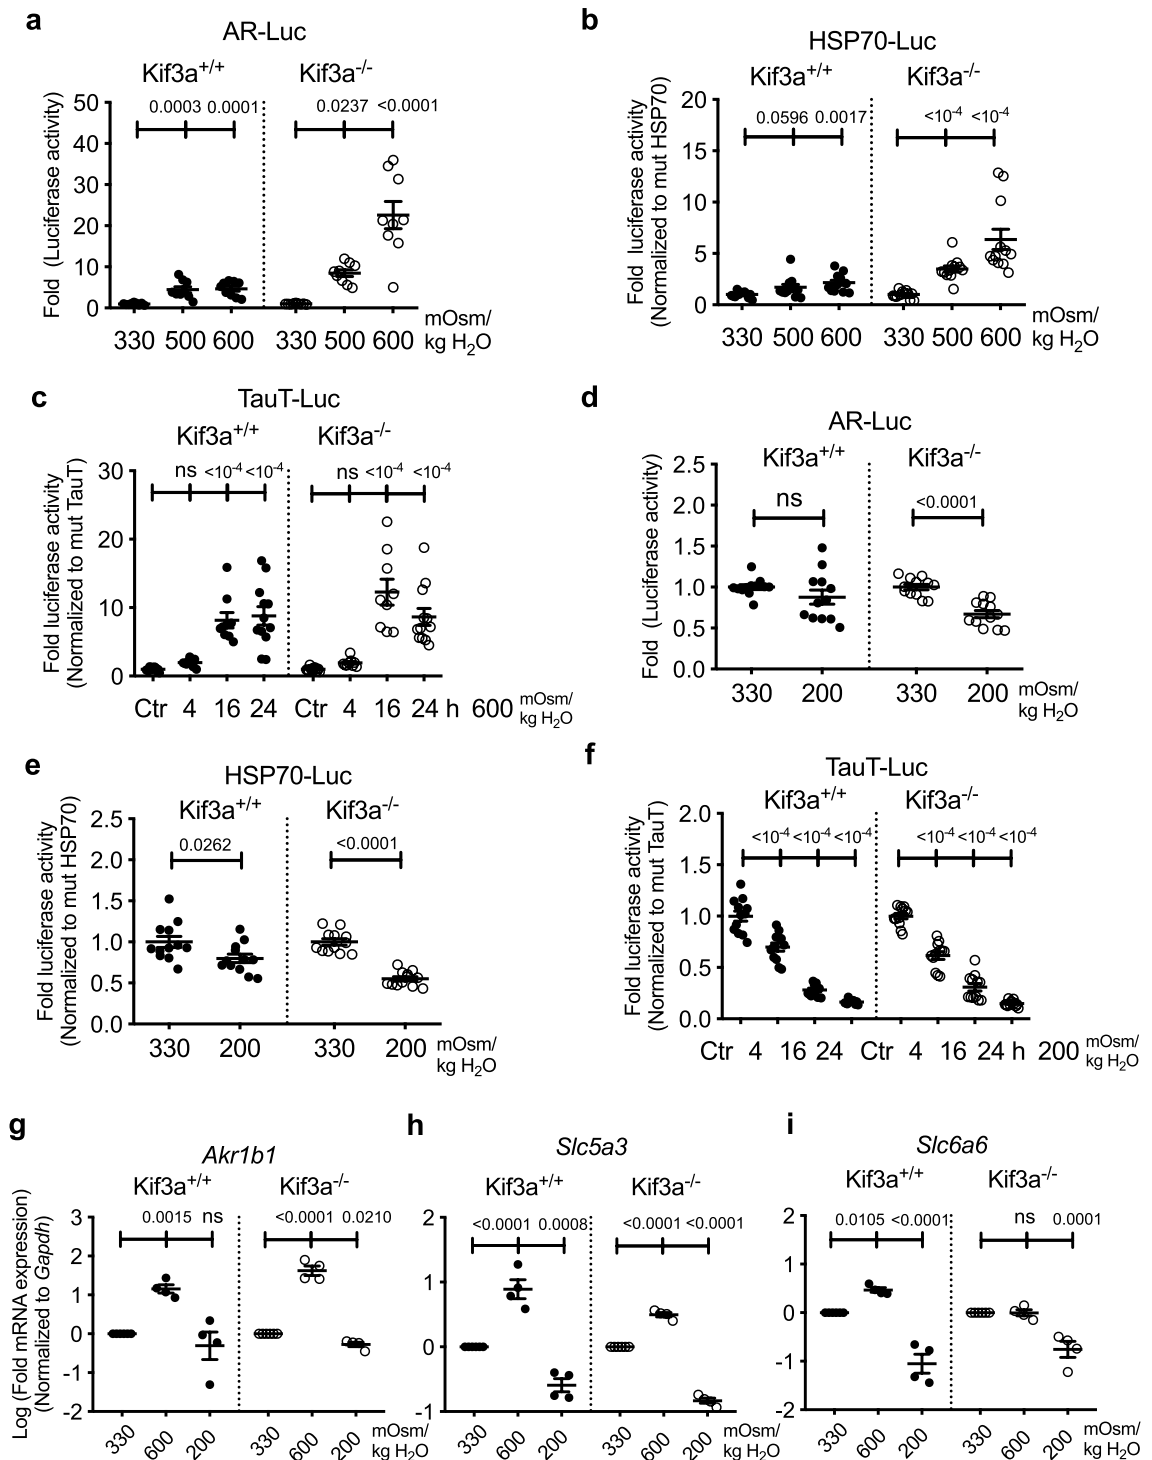 a
AR-Luc
Kif3a+/+ Kif3a-/-
0.0003 0.0001 0.0237 <0.0001
Fold (Luciferase activity)
50
40
30
20
10
0
330 500 600 330 500 600
mOsm/
kg H2O
b
HSP70-Luc
Kif3a+/+ Kif3a-/-
0.0596 0.0017 <10-4 <10-4
Fold luciferase activity
(Normalized to mut HSP70)
20
15
10
5
0
330 500 600 330 500 600
mOsm/
kg H2O
c
TauT-Luc
Kif3a+/+ Kif3a-/-
ns <10-4 <10-4 ns <10-4 <10-4
Fold luciferase activity
(Normalized to mut TauT)
30
20
10
0
Ctr 4 16 24 Ctr 4 16 24 h 600 mOsm/
kg H2O
d
AR-Luc
Kif3a+/+ Kif3a-/-
ns <0.0001
Fold (Luciferase activity)
2.5
2.0
1.5
1.0
0.5
0.0
330 200 330 200
mOsm/
kg H2O
e
HSP70-Luc
Kif3a+/+ Kif3a-/-
0.0262 <0.0001
Fold luciferase activity
(Normalized to mut HSP70)
2.5
2.0
1.5
1.0
0.5
0.0
330 200 330 200
mOsm/
kg H2O
f
TauT-Luc
Kif3a+/+ Kif3a-/-
<10-4 <10-4 <10-4 <10-4 <10-4 <10-4
Fold luciferase activity
(Normalized to mut TauT)
2.0
1.5
1.0
0.5
0.0
Ctr 4 16 24 Ctr 4 16 24 h 200 mOsm/
kg H2O
g
Akr1b1
Kif3a+/+ Kif3a-/-
0.0015 ns <0.0001 0.0210
Log (Fold mRNA expression)
(Normalized to Gapdh)
3
2
1
0
-1
-2
330 600 200 330 600 200
mOsm/
kg H2O
h
Slc5a3
Kif3a+/+ Kif3a-/-
<0.0001 0.0008 <0.0001 <0.0001
2
1
0
-1
330 600 200 330 600 200
mOsm/
kg H2O
i
Slc6a6
Kif3a+/+ Kif3a-/-
0.0105 <0.0001 ns 0.0001
2
1
0
-1
-2
330 600 200 330 600 200
mOsm/
kg H2O